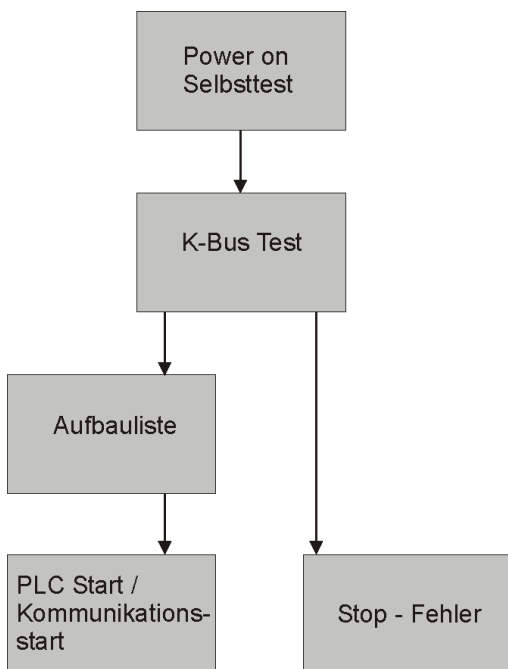 Power on
Selbsttest
K-Bus Test
Aufbauliste
PLC Start /
Kommunikations-
start
Stop - Fehler